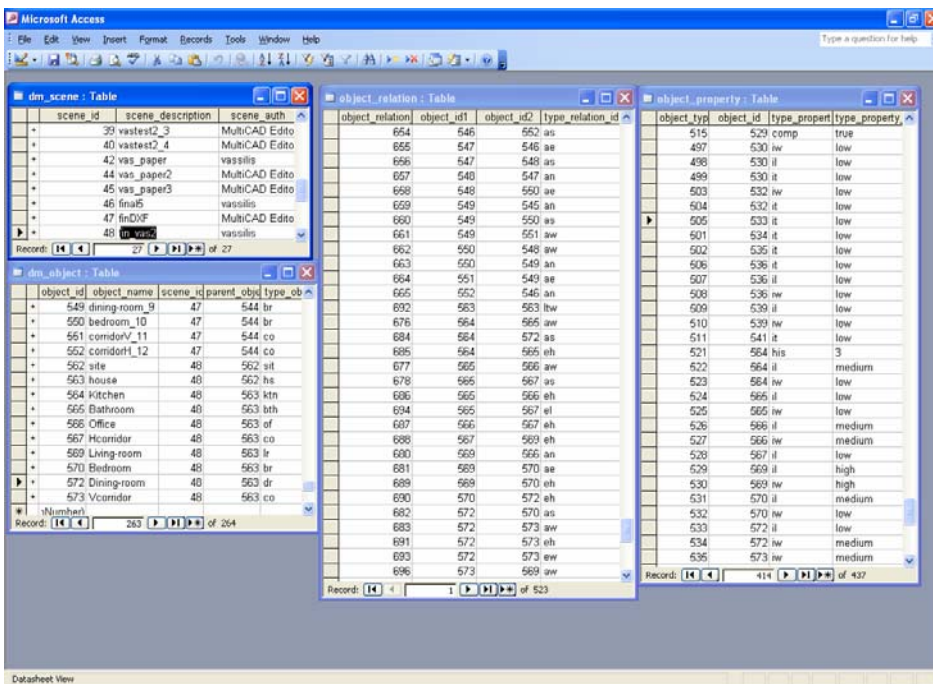 Microsoft Access
File Edit View Insert Format Records Tools Window Help
Type a question for help
dm_scene : Table
scene_id scene_description scene_auth
39 vastest2_3 MultiCAD Edito
40 vastest2_4 MultiCAD Edito
42 vas_paper vassilis
44 vas_paper2 MultiCAD Edito
45 vas_paper3 MultiCAD Edito
46 final5 vassilis
47 finDXF MultiCAD Edito
48 in_vas2 vassilis
Record: 27 of 27
dm_object : Table
object_id object_name scene_id parent_obje type_ob
549 dining-room_9 47 544 br
550 bedroom_10 47 544 br
551 corridorV_11 47 544 co
552 corridorH_12 47 544 co
562 site 48 562 sit
563 house 48 562 hs
564 Kitchen 48 563 ktn
565 Bathroom 48 563 bth
566 Office 48 563 of
567 Hcorridor 48 563 co
569 Living-room 48 563 lr
570 Bedroom 48 563 br
572 Dining-room 48 563 dr
573 Vcorridor 48 563 co
Record: 263 of 264
object_relation : Table
object_relation object_id1 object_id2 type_relation_id
654 546 552 as
655 547 546 ae
656 547 548 as
657 548 547 an
658 548 550 ae
659 549 545 an
660 549 550 as
661 549 551 aw
662 550 548 aw
663 550 549 an
664 551 549 ae
665 552 546 an
692 563 563 ltw
676 564 565 aw
684 564 572 as
685 564 565 eh
677 565 566 aw
678 565 567 as
686 565 566 eh
694 565 567 el
687 566 567 eh
688 567 569 eh
680 569 566 an
681 569 570 ae
689 569 570 eh
690 570 572 eh
682 572 570 as
683 572 573 aw
691 572 573 eh
693 572 573 ew
696 573 569 aw
Record: 1 of 523
object_property : Table
object_typ object_id type_propert type_property_
515 529 comp true
497 530 iw low
498 530 il low
499 530 it low
503 532 iw low
504 532 it low
505 533 it low
501 534 it low
502 535 it low
506 536 it low
507 536 il low
508 536 iw low
509 539 il low
510 539 iw low
511 541 it low
521 564 his 3
522 564 il medium
523 564 iw low
524 565 il low
525 565 iw low
526 566 il medium
527 566 iw medium
528 567 il low
529 569 il high
530 569 iw high
531 570 il medium
532 570 iw low
533 572 il low
534 572 iw medium
535 573 iw medium
Record: 414 of 437
Datasheet View